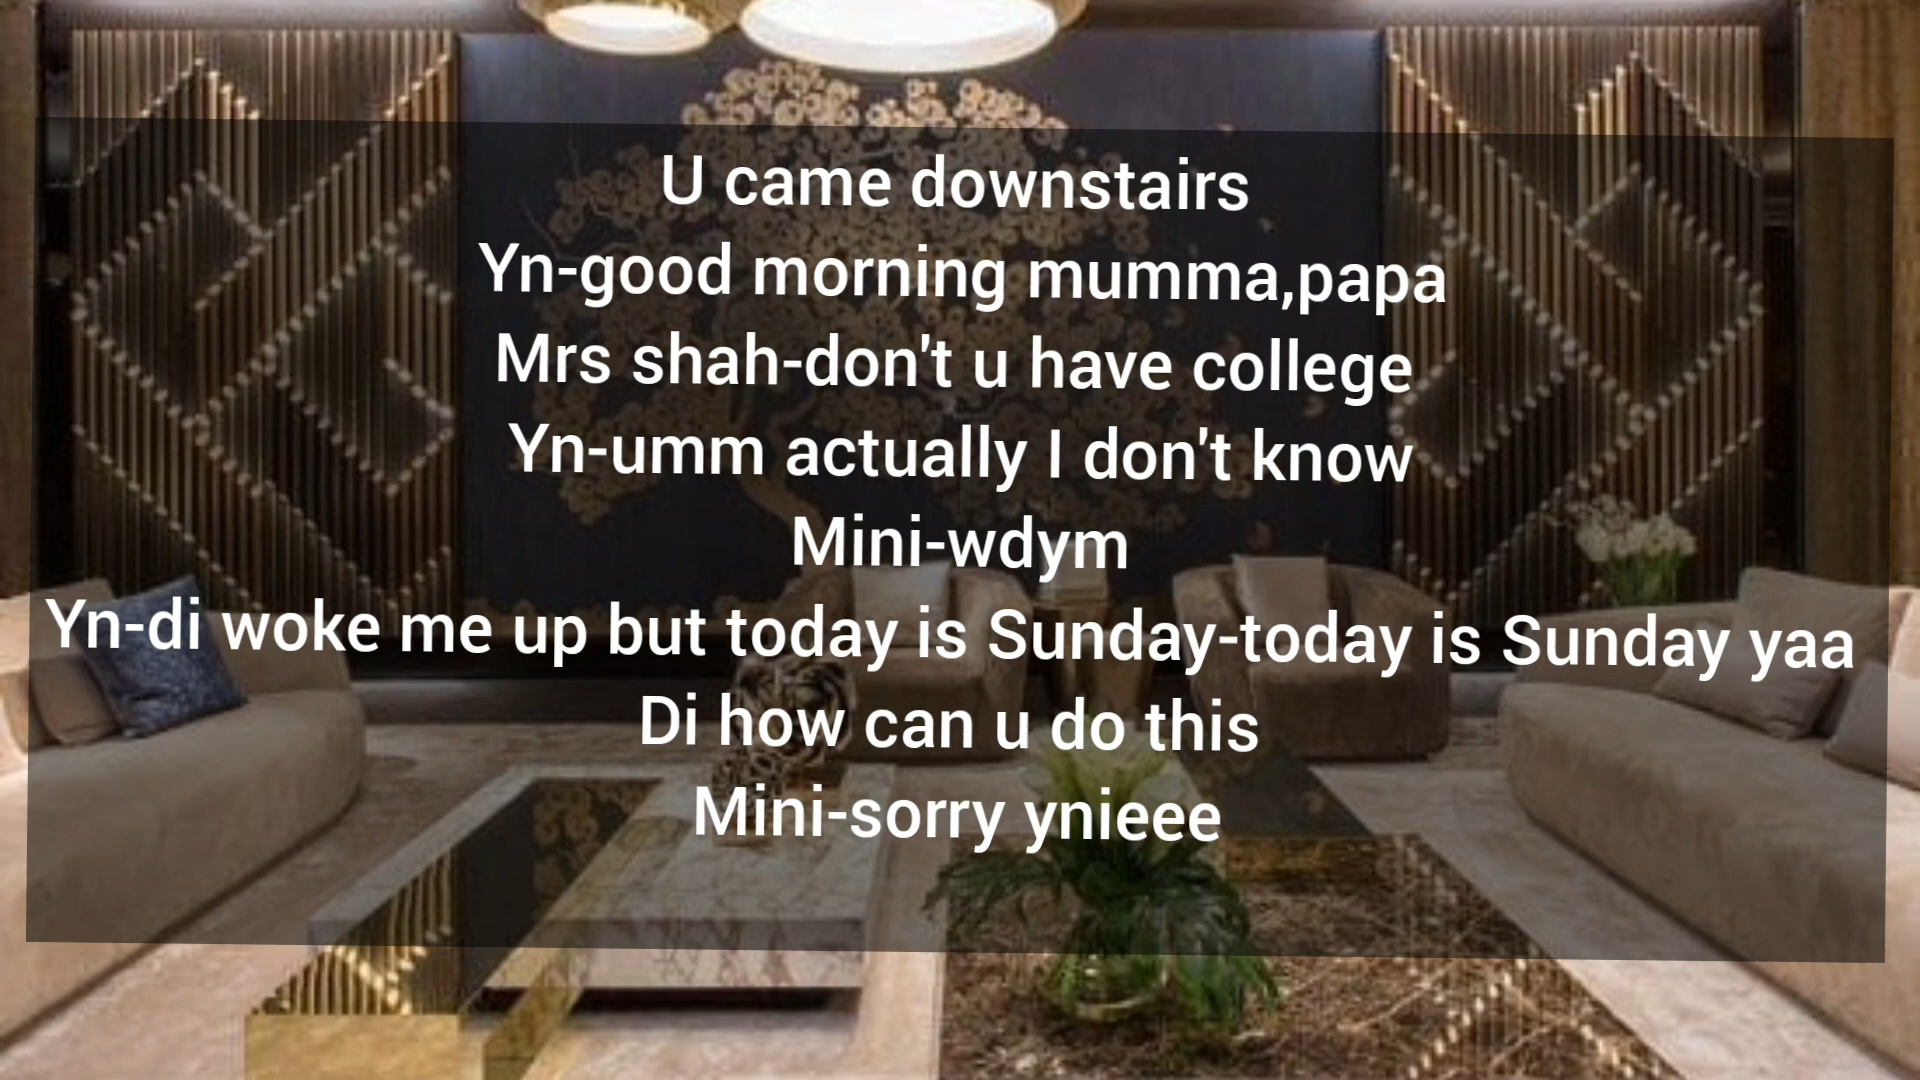 U came downstairs
Yn-good morning mumma,papa
Mrs shah-don't u have college
Yn-umm actually I don't know
Mini-wdym
Yn-di woke me up but today is Sunday-today is Sunday yaa
Di how can u do this
Mini-sorry ynieee